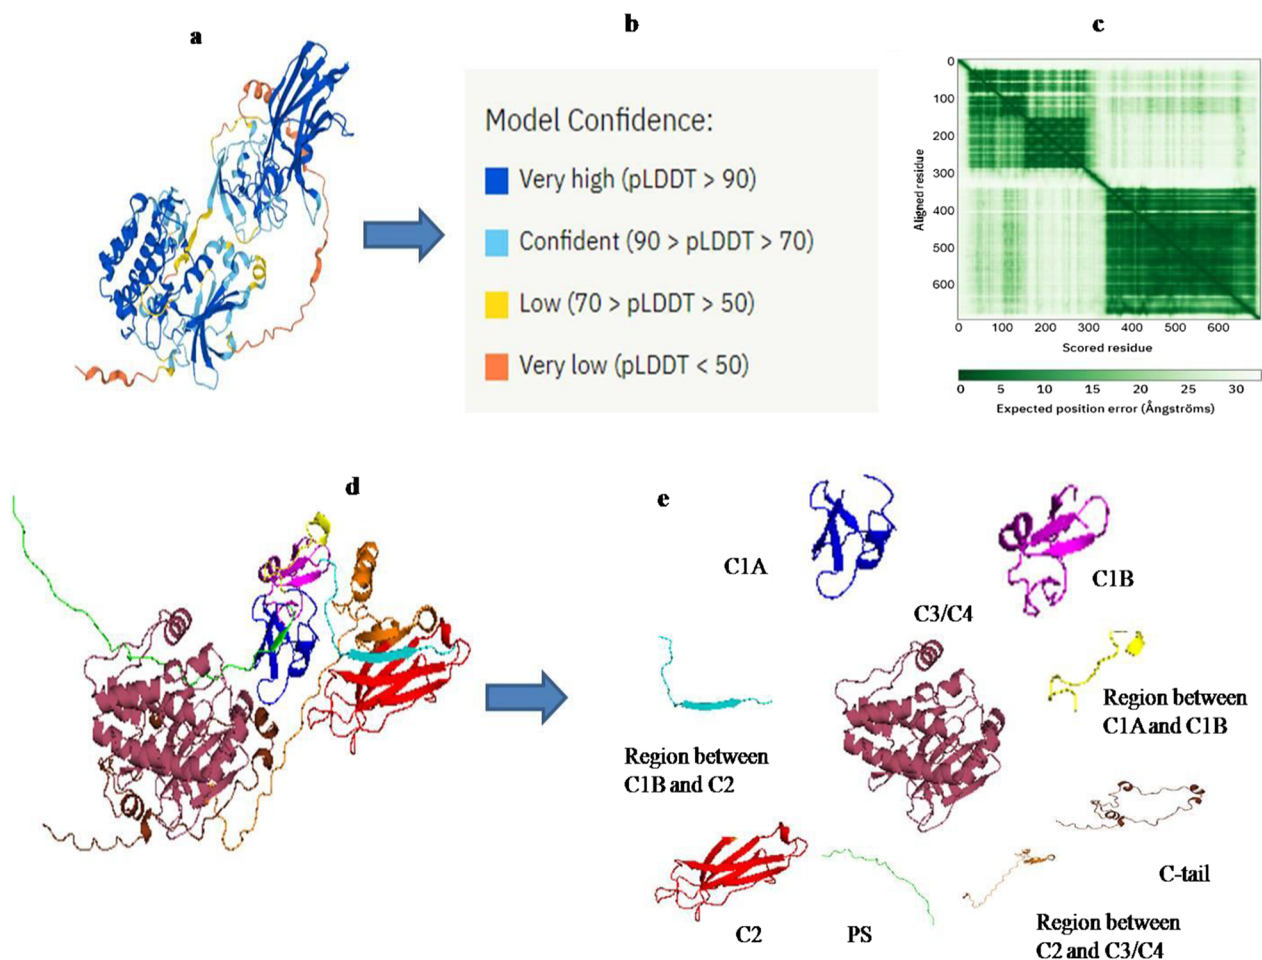 a
b
c
Model Confidence:
Very high (pLDDT > 90)
Confident (90 > pLDDT > 70)
Low (70 > pLDDT > 50)
Very low (pLDDT < 50)
Aligned residue
0
100
200
300
400
500
600
0 100 200 300 400 500 600
Scored residue
0 5 10 15 20 25 30
Expected position error (Ångströms)
d
e
C1A
C1B
C3/C4
Region between
C1A and C1B
Region between
C1B and C2
C-tail
C2
PS
Region between
C2 and C3/C4